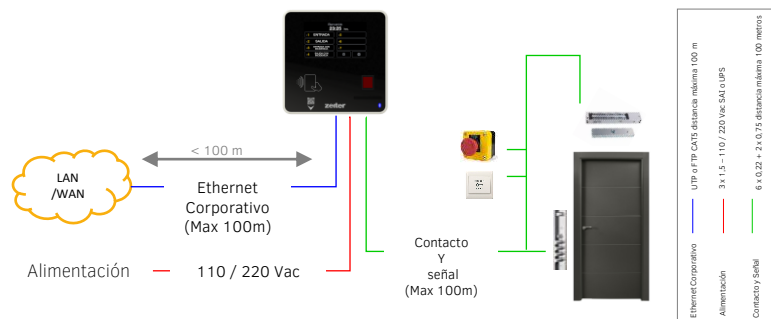 23:23
ENTRADA
SALIDA
zeder
LAN
/WAN
< 100 m
Ethernet
Corporativo
(Max 100m)
Alimentación
110 / 220 Vac
Contacto
Y
señal
(Max 100m)
Ethernet Corporativo
UTP o FTP CAT5 distancia máxima 100 m
Alimentación
3 x 1,5 – 110 / 220 Vac SAI o UPS
Contacto y Señal
6 x 0,22 + 2 x 0,75 distancia máxima 100 metros